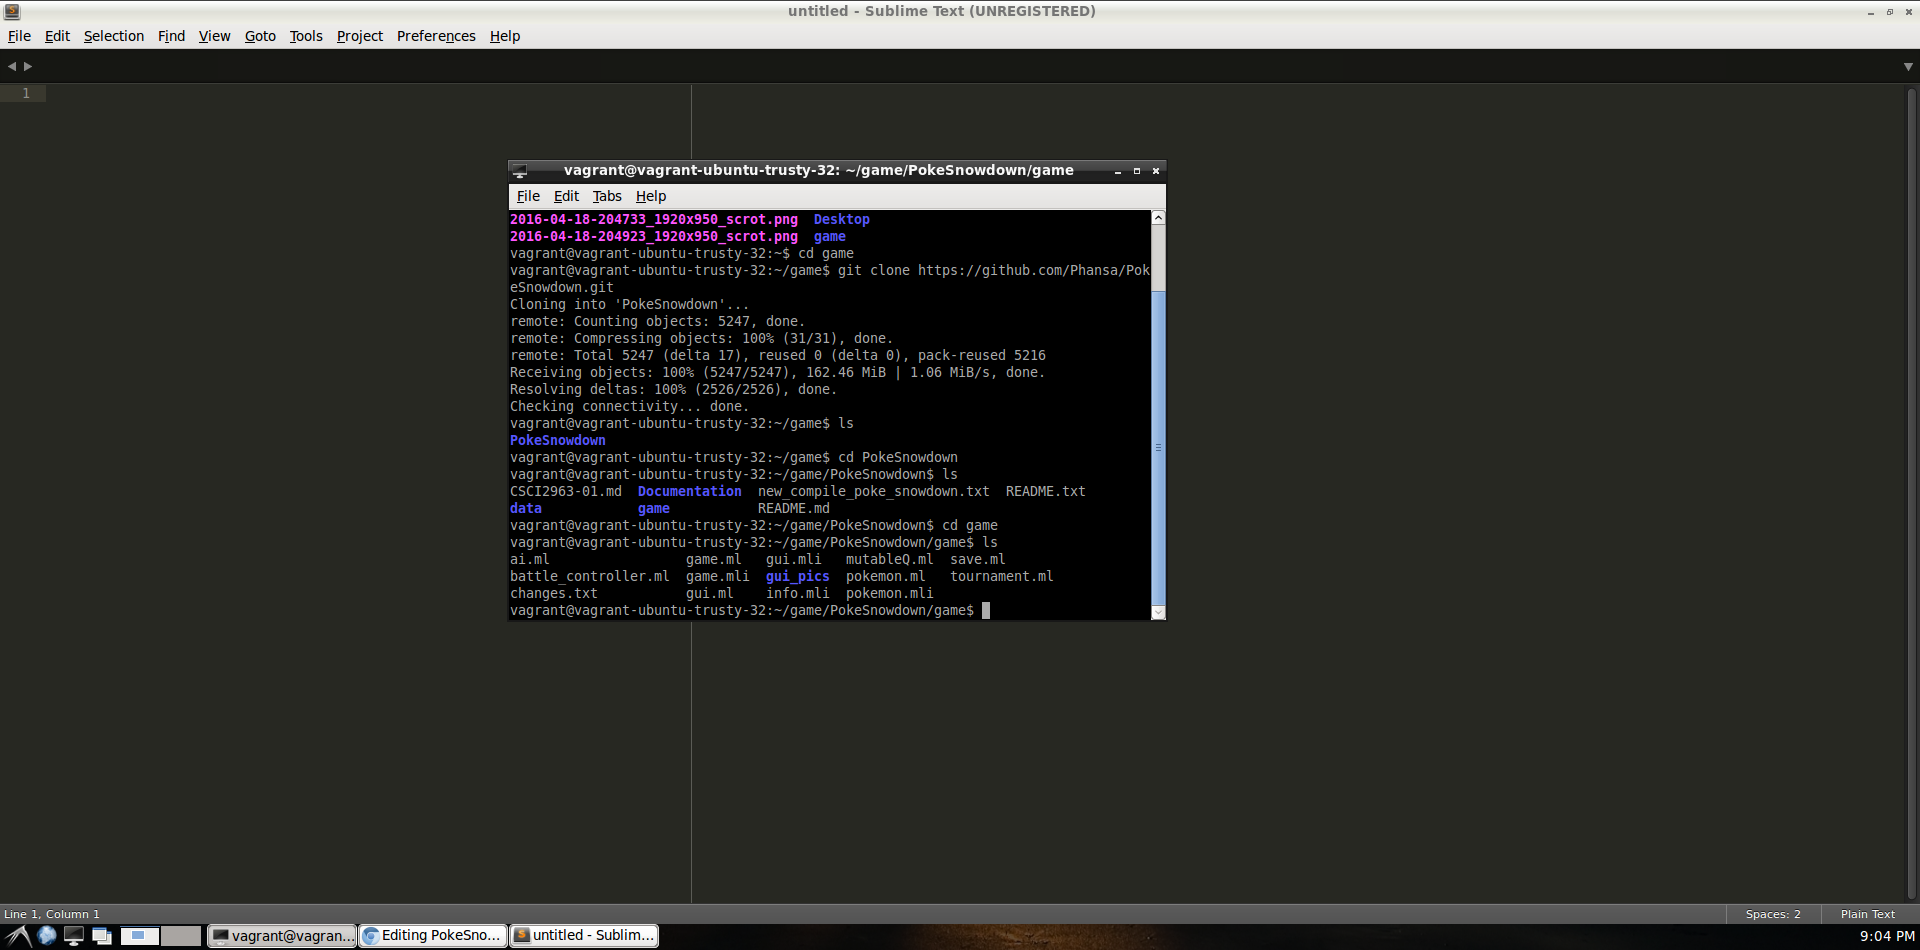 untitled - Sublime Text (UNREGISTERED)
File Edit Selection Find View Goto Tools Project Preferences Help
1
vagrant@vagrant-ubuntu-trusty-32: ~/game/PokeSnowdown/game
File Edit Tabs Help
2016-04-18-204733_1920x950_scrot.png  Desktop
2016-04-18-204923_1920x950_scrot.png  game
vagrant@vagrant-ubuntu-trusty-32:~$ cd game
vagrant@vagrant-ubuntu-trusty-32:~/game$ git clone https://github.com/Phansa/Pok
eSnowdown.git
Cloning into 'PokeSnowdown'...
remote: Counting objects: 5247, done.
remote: Compressing objects: 100% (31/31), done.
remote: Total 5247 (delta 17), reused 0 (delta 0), pack-reused 5216
Receiving objects: 100% (5247/5247), 162.46 MiB | 1.06 MiB/s, done.
Resolving deltas: 100% (2526/2526), done.
Checking connectivity... done.
vagrant@vagrant-ubuntu-trusty-32:~/game$ ls
PokeSnowdown
vagrant@vagrant-ubuntu-trusty-32:~/game$ cd PokeSnowdown
vagrant@vagrant-ubuntu-trusty-32:~/game/PokeSnowdown$ ls
CSCI2963-01.md  Documentation  new_compile_poke_snowdown.txt  README.txt
data            game           README.md
vagrant@vagrant-ubuntu-trusty-32:~/game/PokeSnowdown$ cd game
vagrant@vagrant-ubuntu-trusty-32:~/game/PokeSnowdown/game$ ls
ai.ml                 game.ml   gui.mli   mutableQ.ml  save.ml
battle_controller.ml  game.mli  gui_pics  pokemon.ml   tournament.ml
changes.txt           gui.ml    info.mli  pokemon.mli
vagrant@vagrant-ubuntu-trusty-32:~/game/PokeSnowdown/game$
Line 1, Column 1
Spaces: 2
Plain Text
vagrant@vagran...
Editing PokeSno...
untitled - Sublim...
9:04 PM